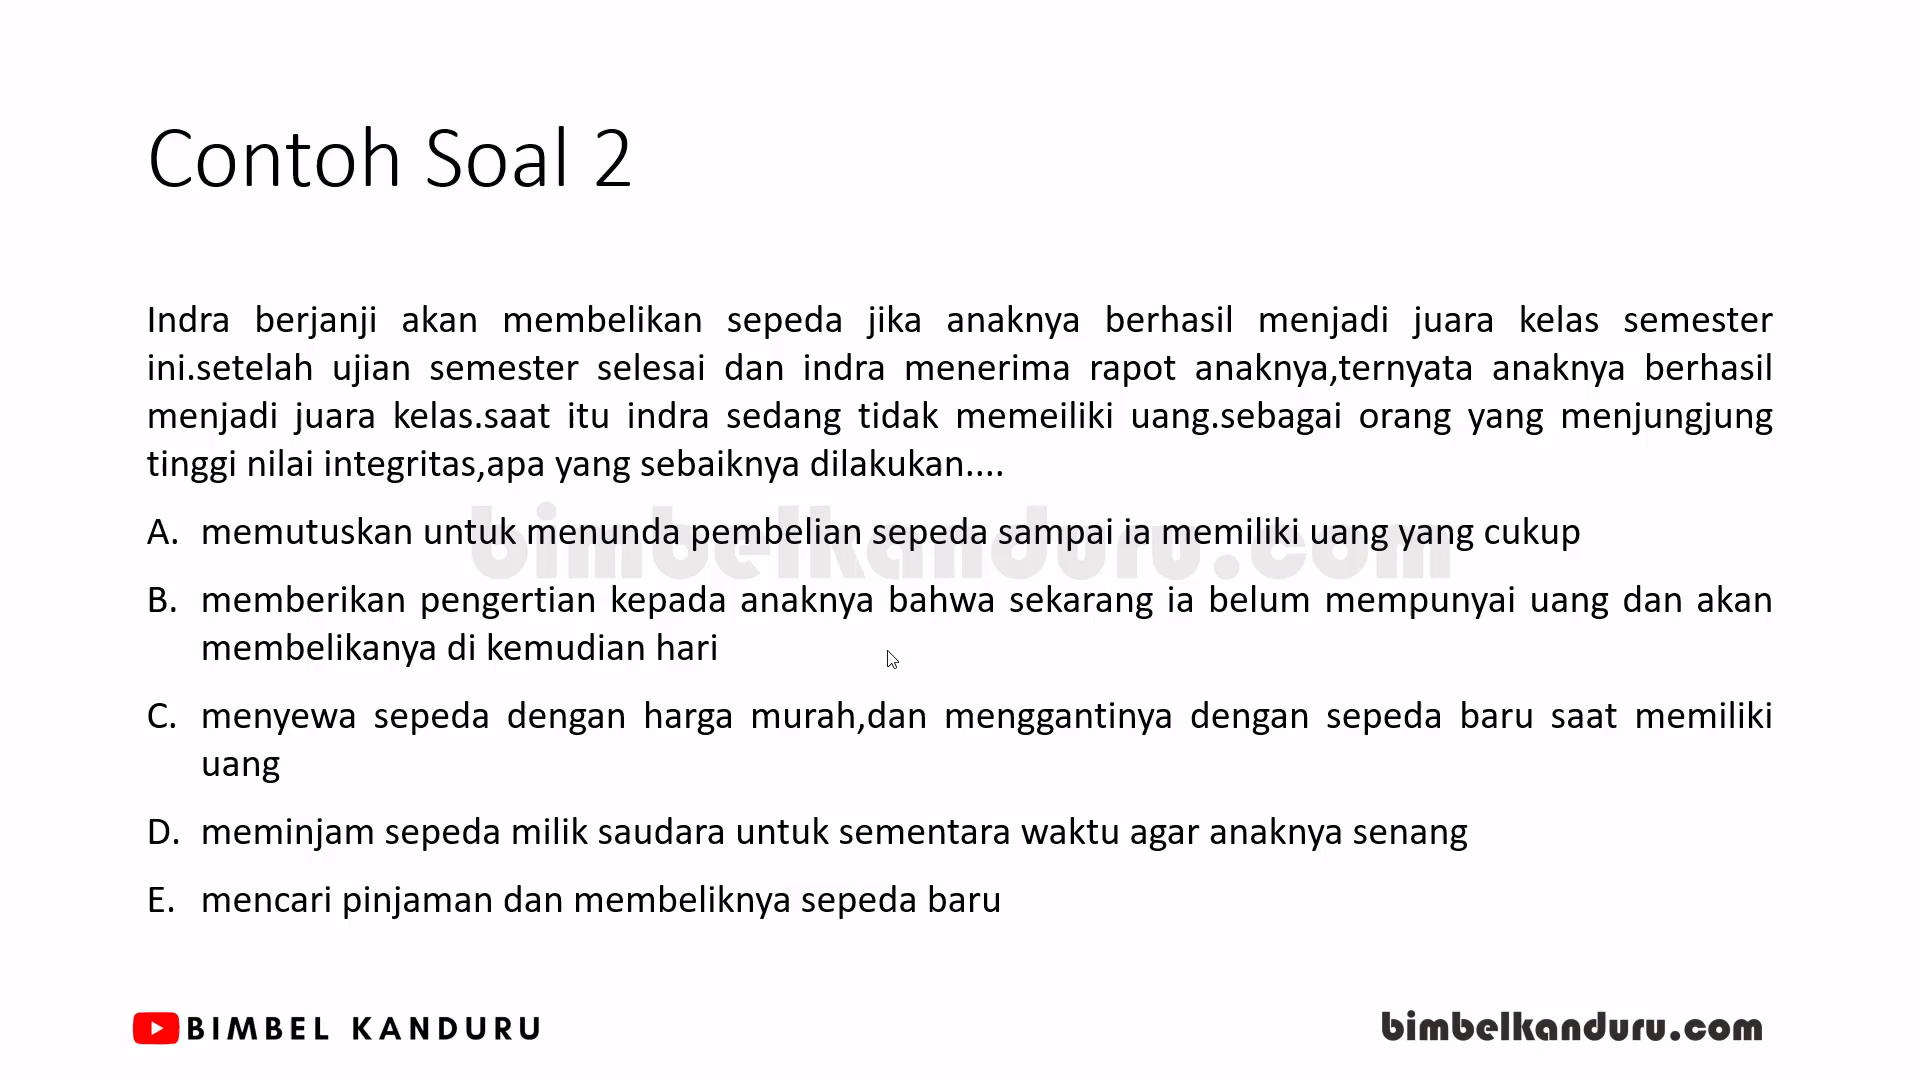 Contoh Soal 2
Indra berjanji akan membelikan sepeda jika anaknya berhasil menjadi juara kelas semester
ini.setelah ujian semester selesai dan indra menerima rapot anaknya,ternyata anaknya berhasil
menjadi juara kelas.saat itu indra sedang tidak memeiliki uang.sebagai orang yang menjungjung
tinggi nilai integritas,apa yang sebaiknya dilakukan....
bimbelkanduru.com
A. memutuskan untuk menunda pembelian sepeda sampai ia memiliki uang yang cukup
B. memberikan pengertian kepada anaknya bahwa sekarang ia belum mempunyai uang dan akan
membelikanya di kemudian hari
C. menyewa sepeda dengan harga murah,dan menggantinya dengan sepeda baru saat memiliki
uang
D. meminjam sepeda milik saudara untuk sementara waktu agar anaknya senang
E. mencari pinjaman dan membeliknya sepeda baru
BIMBEL KANDURU
bimbelkanduru.com